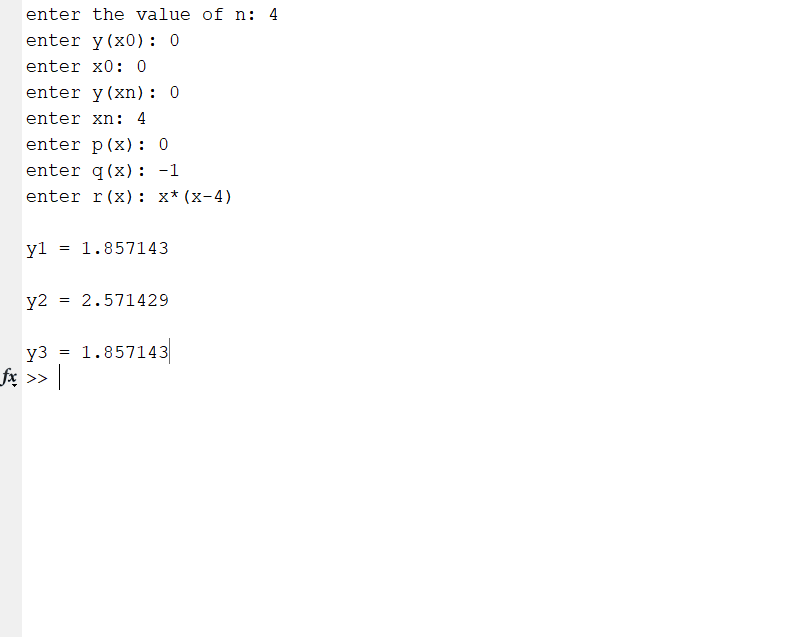 enter the value of n: 4
enter y(x0): 0
enter x0: 0
enter y(xn): 0
enter xn: 4
enter p(x): 0
enter q(x): -1
enter r(x): x*(x-4)
y1 = 1.857143
y2 = 2.571429
y3 = 1.857143
fx >>